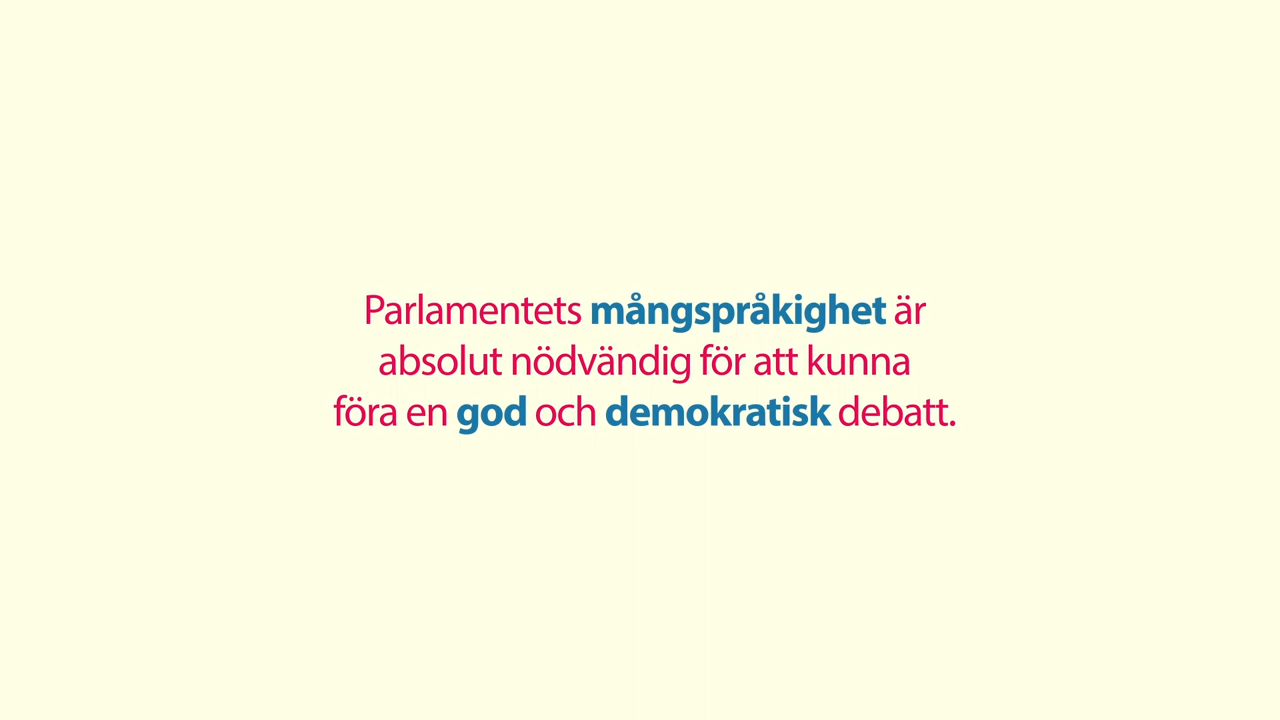 Parlamentets mångspråkighet är
absolut nödvändig för att kunna
föra en god och demokratisk debatt.